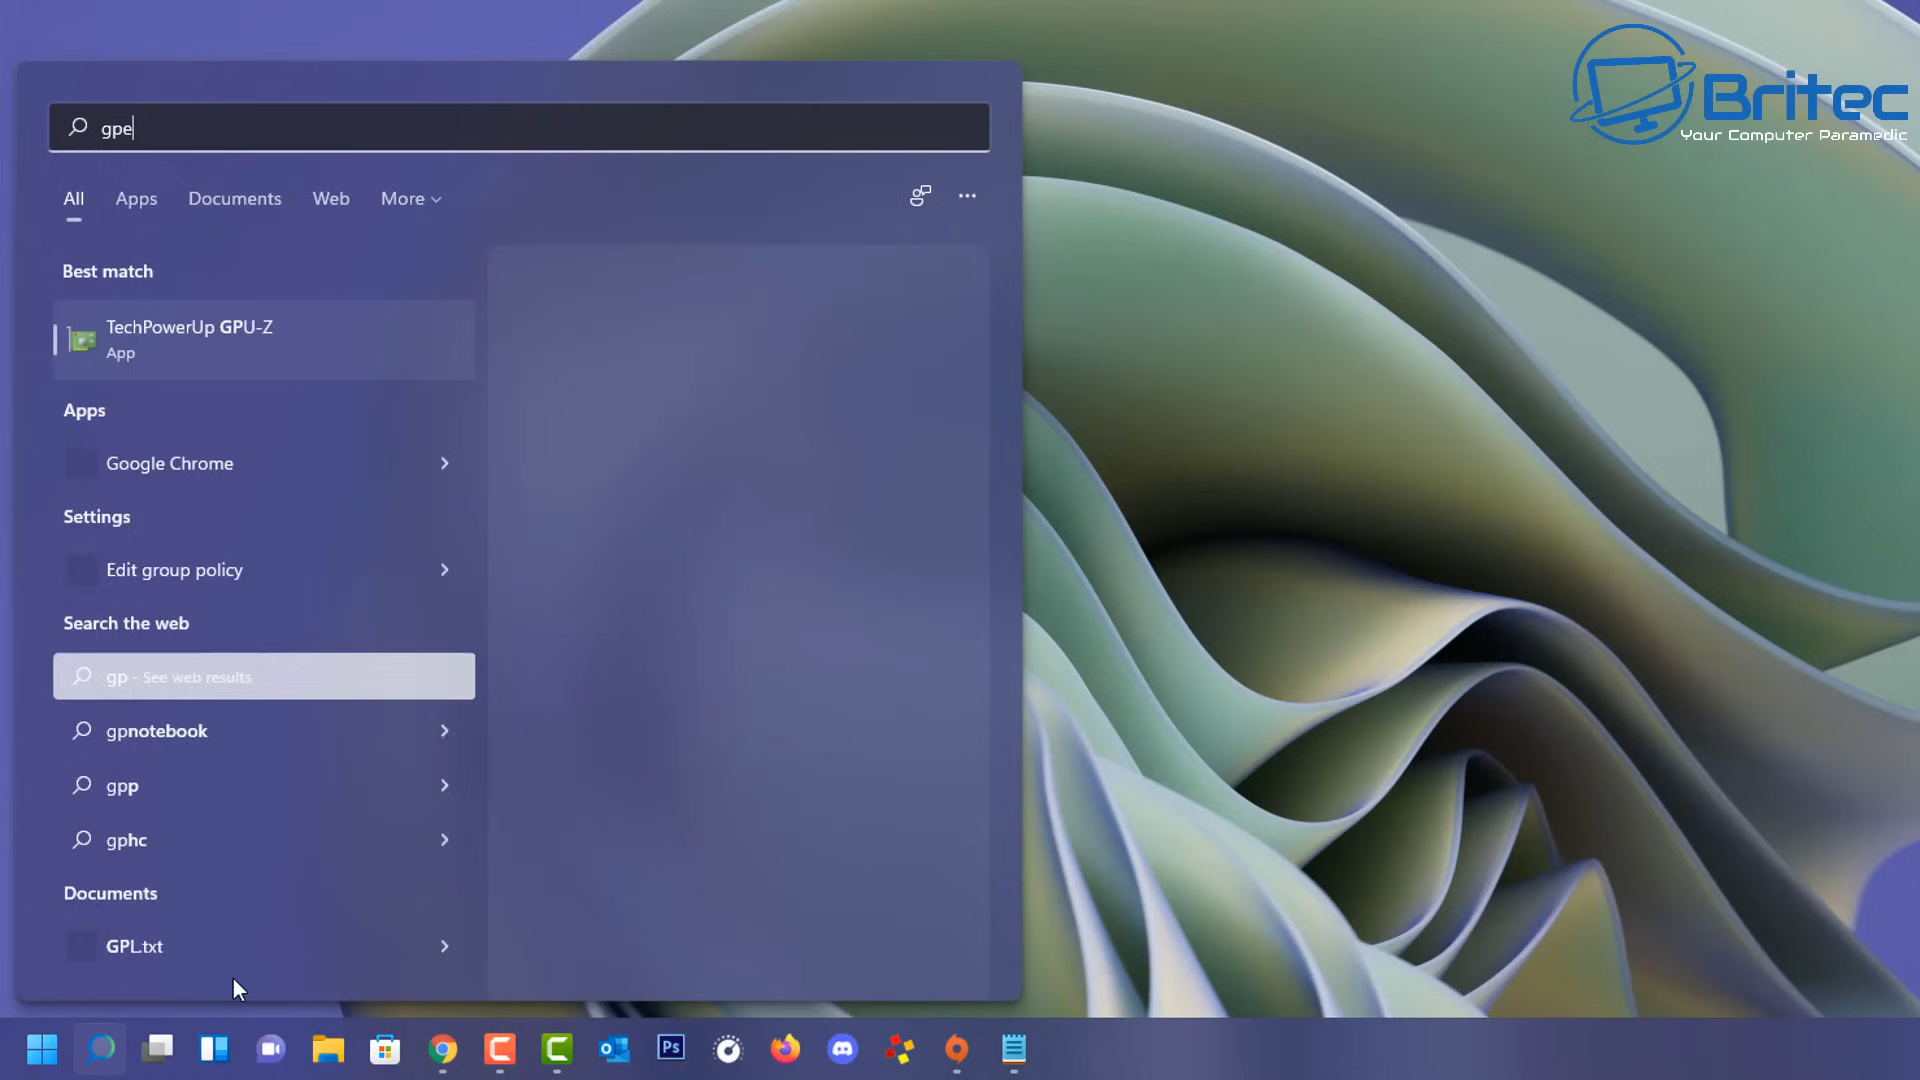 Britec
Your Computer Paramedic
gpe
All Apps Documents Web More
Best match
TechPowerUp GPU-Z
App
Apps
Google Chrome
Settings
Edit group policy
Search the web
gp - See web results
gpnotebook
gpp
gphc
Documents
GPL.txt
Ps